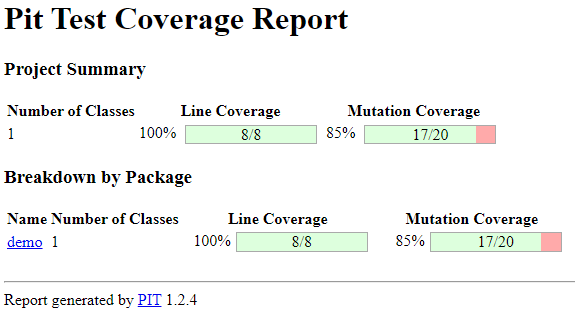 Pit Test Coverage Report
Project Summary
Number of Classes Line Coverage Mutation Coverage
1 100% 8/8 85% 17/20
Breakdown by Package
Name Number of Classes Line Coverage Mutation Coverage
demo 1 100% 8/8 85% 17/20
Report generated by PIT 1.2.4